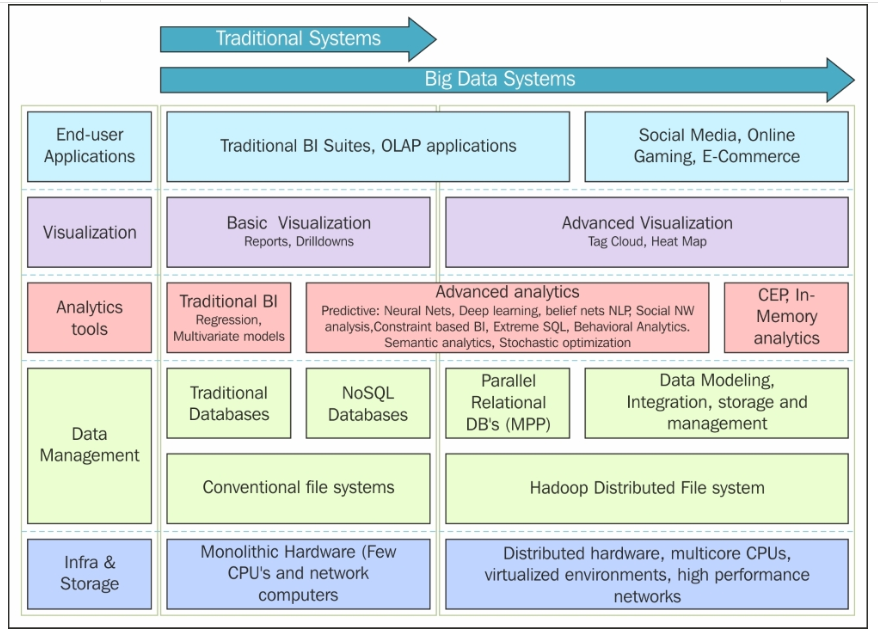 Traditional Systems
Big Data Systems
End-user
Applications
Traditional BI Suites, OLAP applications
Social Media, Online
Gaming, E-Commerce
Visualization
Basic Visualization
Reports, Drilldowns
Advanced Visualization
Tag Cloud, Heat Map
Analytics
tools
Traditional BI
Regression,
Multivariate models
Advanced analytics
Predictive: Neural Nets, Deep learning, belief nets NLP, Social NW
analysis,Constraint based BI, Extreme SQL, Behavioral Analytics.
Semantic analytics, Stochastic optimization
CEP, In-
Memory
analytics
Data
Management
Traditional
Databases
NoSQL
Databases
Parallel
Relational
DB's (MPP)
Data Modeling,
Integration, storage and
management
Conventional file systems
Hadoop Distributed File system
Infra &
Storage
Monolithic Hardware (Few
CPU's and network
computers
Distributed hardware, multicore CPUs,
virtualized environments, high performance
networks